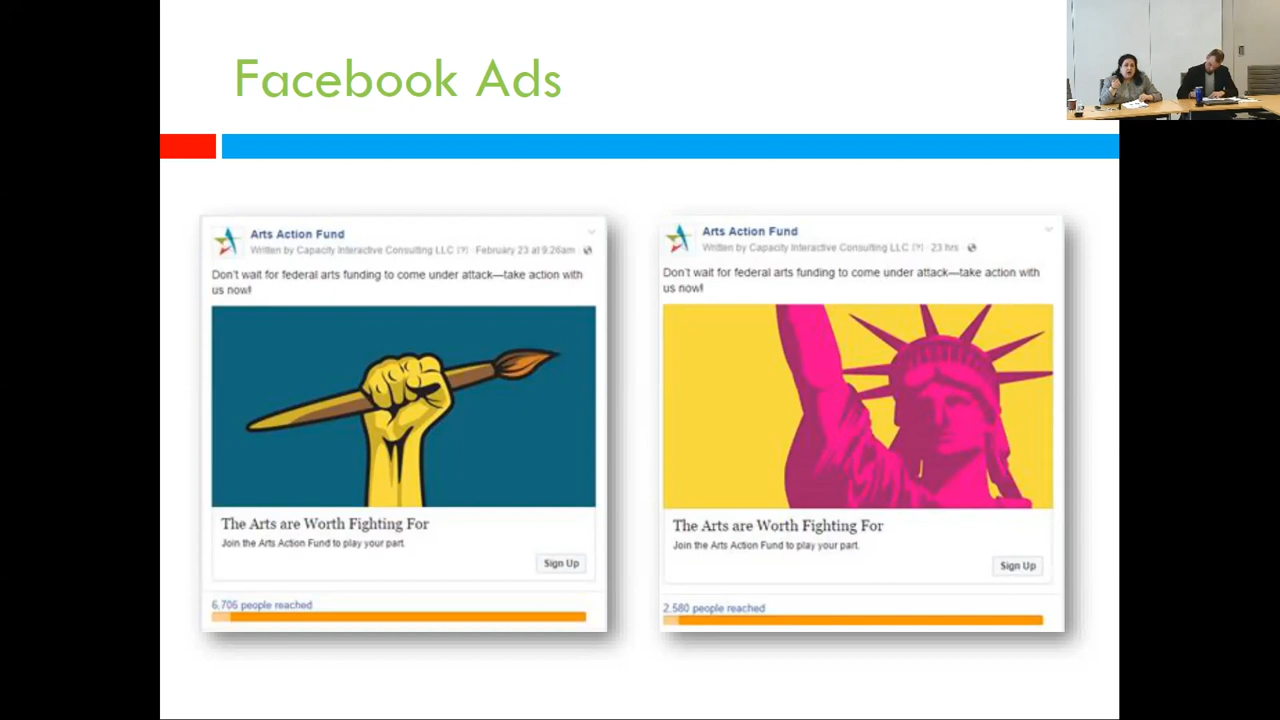 Facebook Ads
Arts Action Fund
Written by Capacity Interactive Consulting LLC [?] · February 23 at 9:26am ·
Don't wait for federal arts funding to come under attack—take action with
us now!
The Arts are Worth Fighting For
Join the Arts Action Fund to play your part.
Sign Up
6,706 people reached
Arts Action Fund
Written by Capacity Interactive Consulting LLC [?] · 23 hrs ·
Don't wait for federal arts funding to come under attack—take action with
us now!
The Arts are Worth Fighting For
Join the Arts Action Fund to play your part.
Sign Up
2,580 people reached